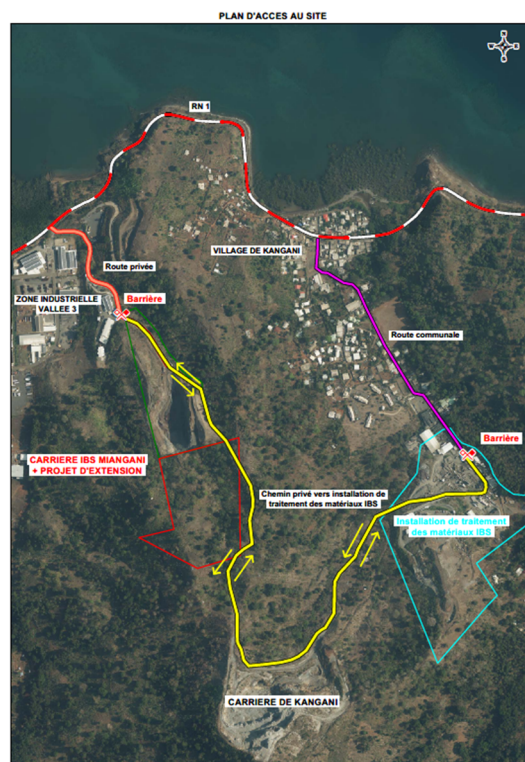 PLAN D'ACCES AU SITE
RN 1
VILLAGE DE KANGANI
Route privée
ZONE INDUSTRIELLE
VALLEE 3
Barrière
Route communale
Barrière
CARRIERE IBS MIANGANI
+ PROJET D'EXTENSION
Chemin privé vers installation de
traitement des matériaux IBS
Installation de traitement
des matériaux IBS
CARRIERE DE KANGANI